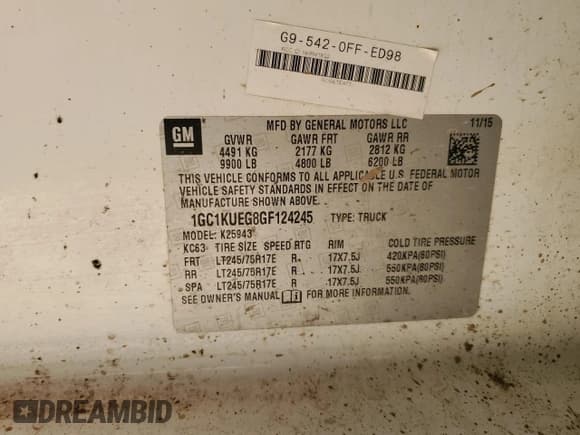 G9-542-0FF-ED98
GM
MFD BY GENERAL MOTORS LLC 11/15
GVWR GAWR FRT GAWR RR
4491 KG 2177 KG 2812 KG
9900 LB 4800 LB 6200 LB
THIS VEHICLE CONFORMS TO ALL APPLICABLE U.S. FEDERAL MOTOR
VEHICLE SAFETY STANDARDS IN EFFECT ON THE DATE OF
MANUFACTURE SHOWN ABOVE.
1GC1KUEG8GF124245 TYPE: TRUCK
MODEL: K25943
KC63 TIRE SIZE SPEED RTG RIM COLD TIRE PRESSURE
FRT LT245/75R17E R 17X7.5J 420KPA(60PSI)
RR LT245/75R17E R 17X7.5J 550KPA(80PSI)
SPA LT245/75R17E R 17X7.5J 550KPA(80PSI)
SEE OWNER'S MANUAL FOR MORE INFORMATION.
DREAMBID